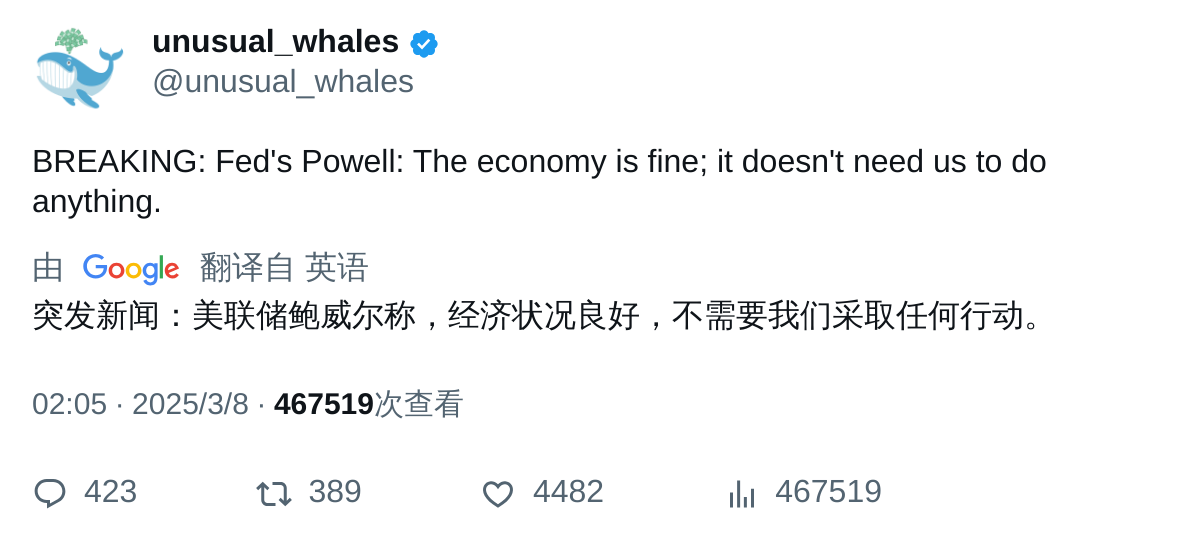 unusual_whales
@unusual_whales
BREAKING: Fed's Powell: The economy is fine; it doesn't need us to do
anything.
由 Google 翻译自 英语
突发新闻：美联储鲍威尔称，经济状况良好，不需要我们采取任何行动。
02:05 · 2025/3/8 · 467519次查看
423 389 4482 467519